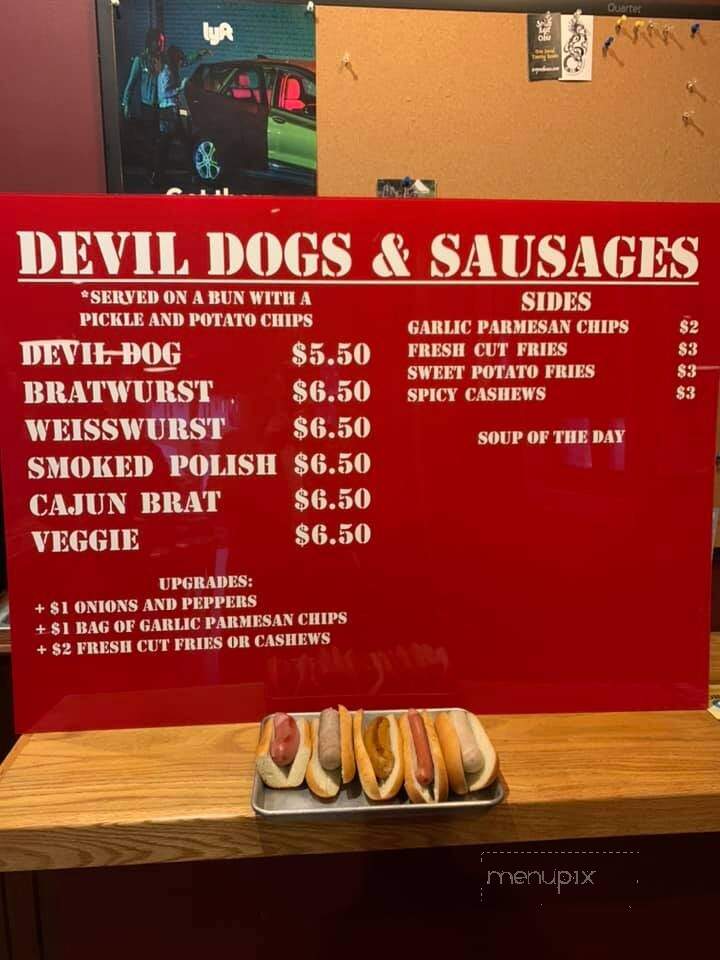 Quarter
lyft
DEVIL DOGS & SAUSAGES
*SERVED ON A BUN WITH A
PICKLE AND POTATO CHIPS
DEVIL DOG $5.50
BRATWURST $6.50
WEISSWURST $6.50
SMOKED POLISH $6.50
CAJUN BRAT $6.50
VEGGIE $6.50
UPGRADES:
+ $1 ONIONS AND PEPPERS
+ $1 BAG OF GARLIC PARMESAN CHIPS
+ $2 FRESH CUT FRIES OR CASHEWS
SIDES
GARLIC PARMESAN CHIPS $2
FRESH CUT FRIES $3
SWEET POTATO FRIES $3
SPICY CASHEWS $3
SOUP OF THE DAY
menupix